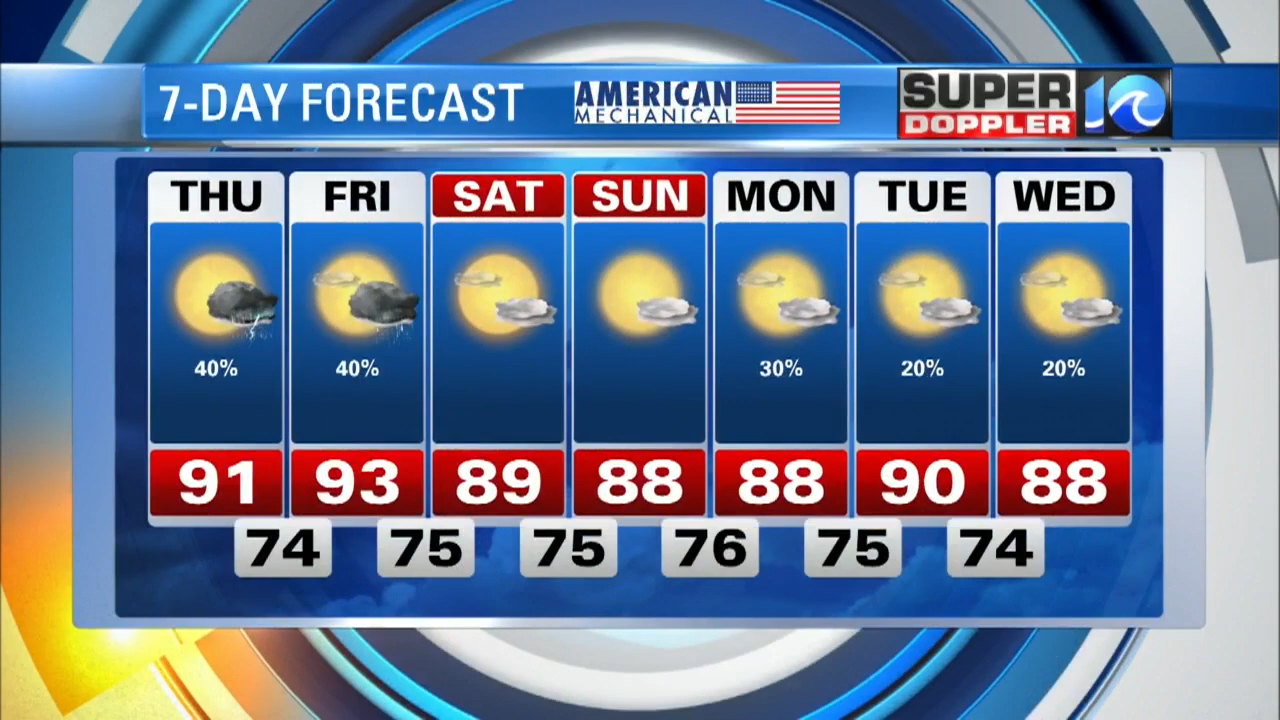 7-DAY FORECAST
AMERICAN
MECHANICAL
SUPER
DOPPLER 10
THU FRI SAT SUN MON TUE WED
40% 40% 30% 20% 20%
91 93 89 88 88 90 88
74 75 75 76 75 74